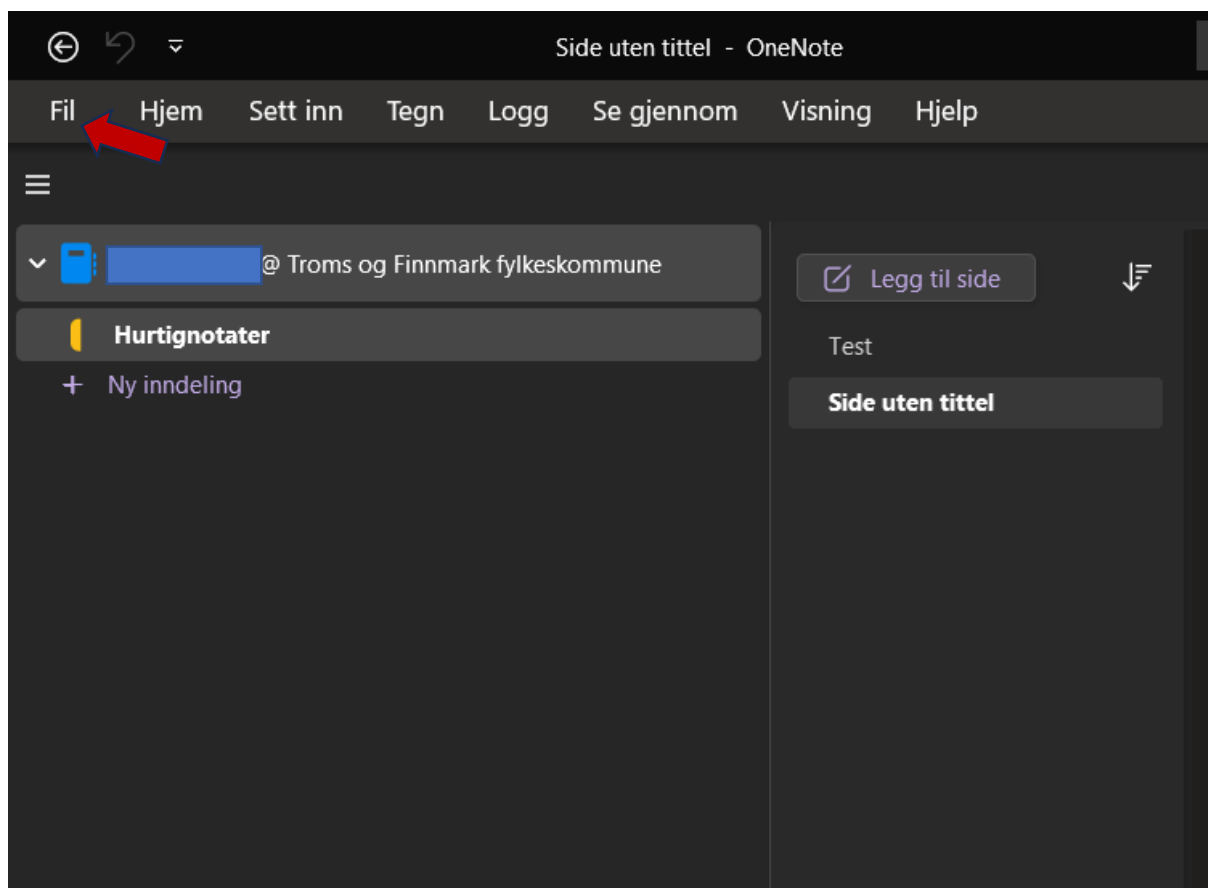 Side uten tittel - OneNote
Fil Hjem Sett inn Tegn Logg Se gjennom Visning Hjelp
@ Troms og Finnmark fylkeskommune
Hurtignotater
+ Ny inndeling
Legg til side
Test
Side uten tittel